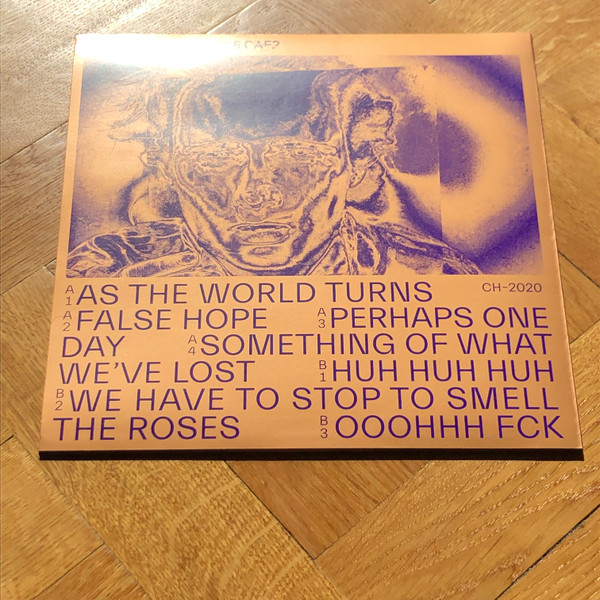 CAE?
A1 AS THE WORLD TURNS CH-2020
A2 FALSE HOPE A3 PERHAPS ONE
DAY A4 SOMETHING OF WHAT
WE'VE LOST B1 HUH HUH HUH
B2 WE HAVE TO STOP TO SMELL
THE ROSES B3 OOOHHH FCK